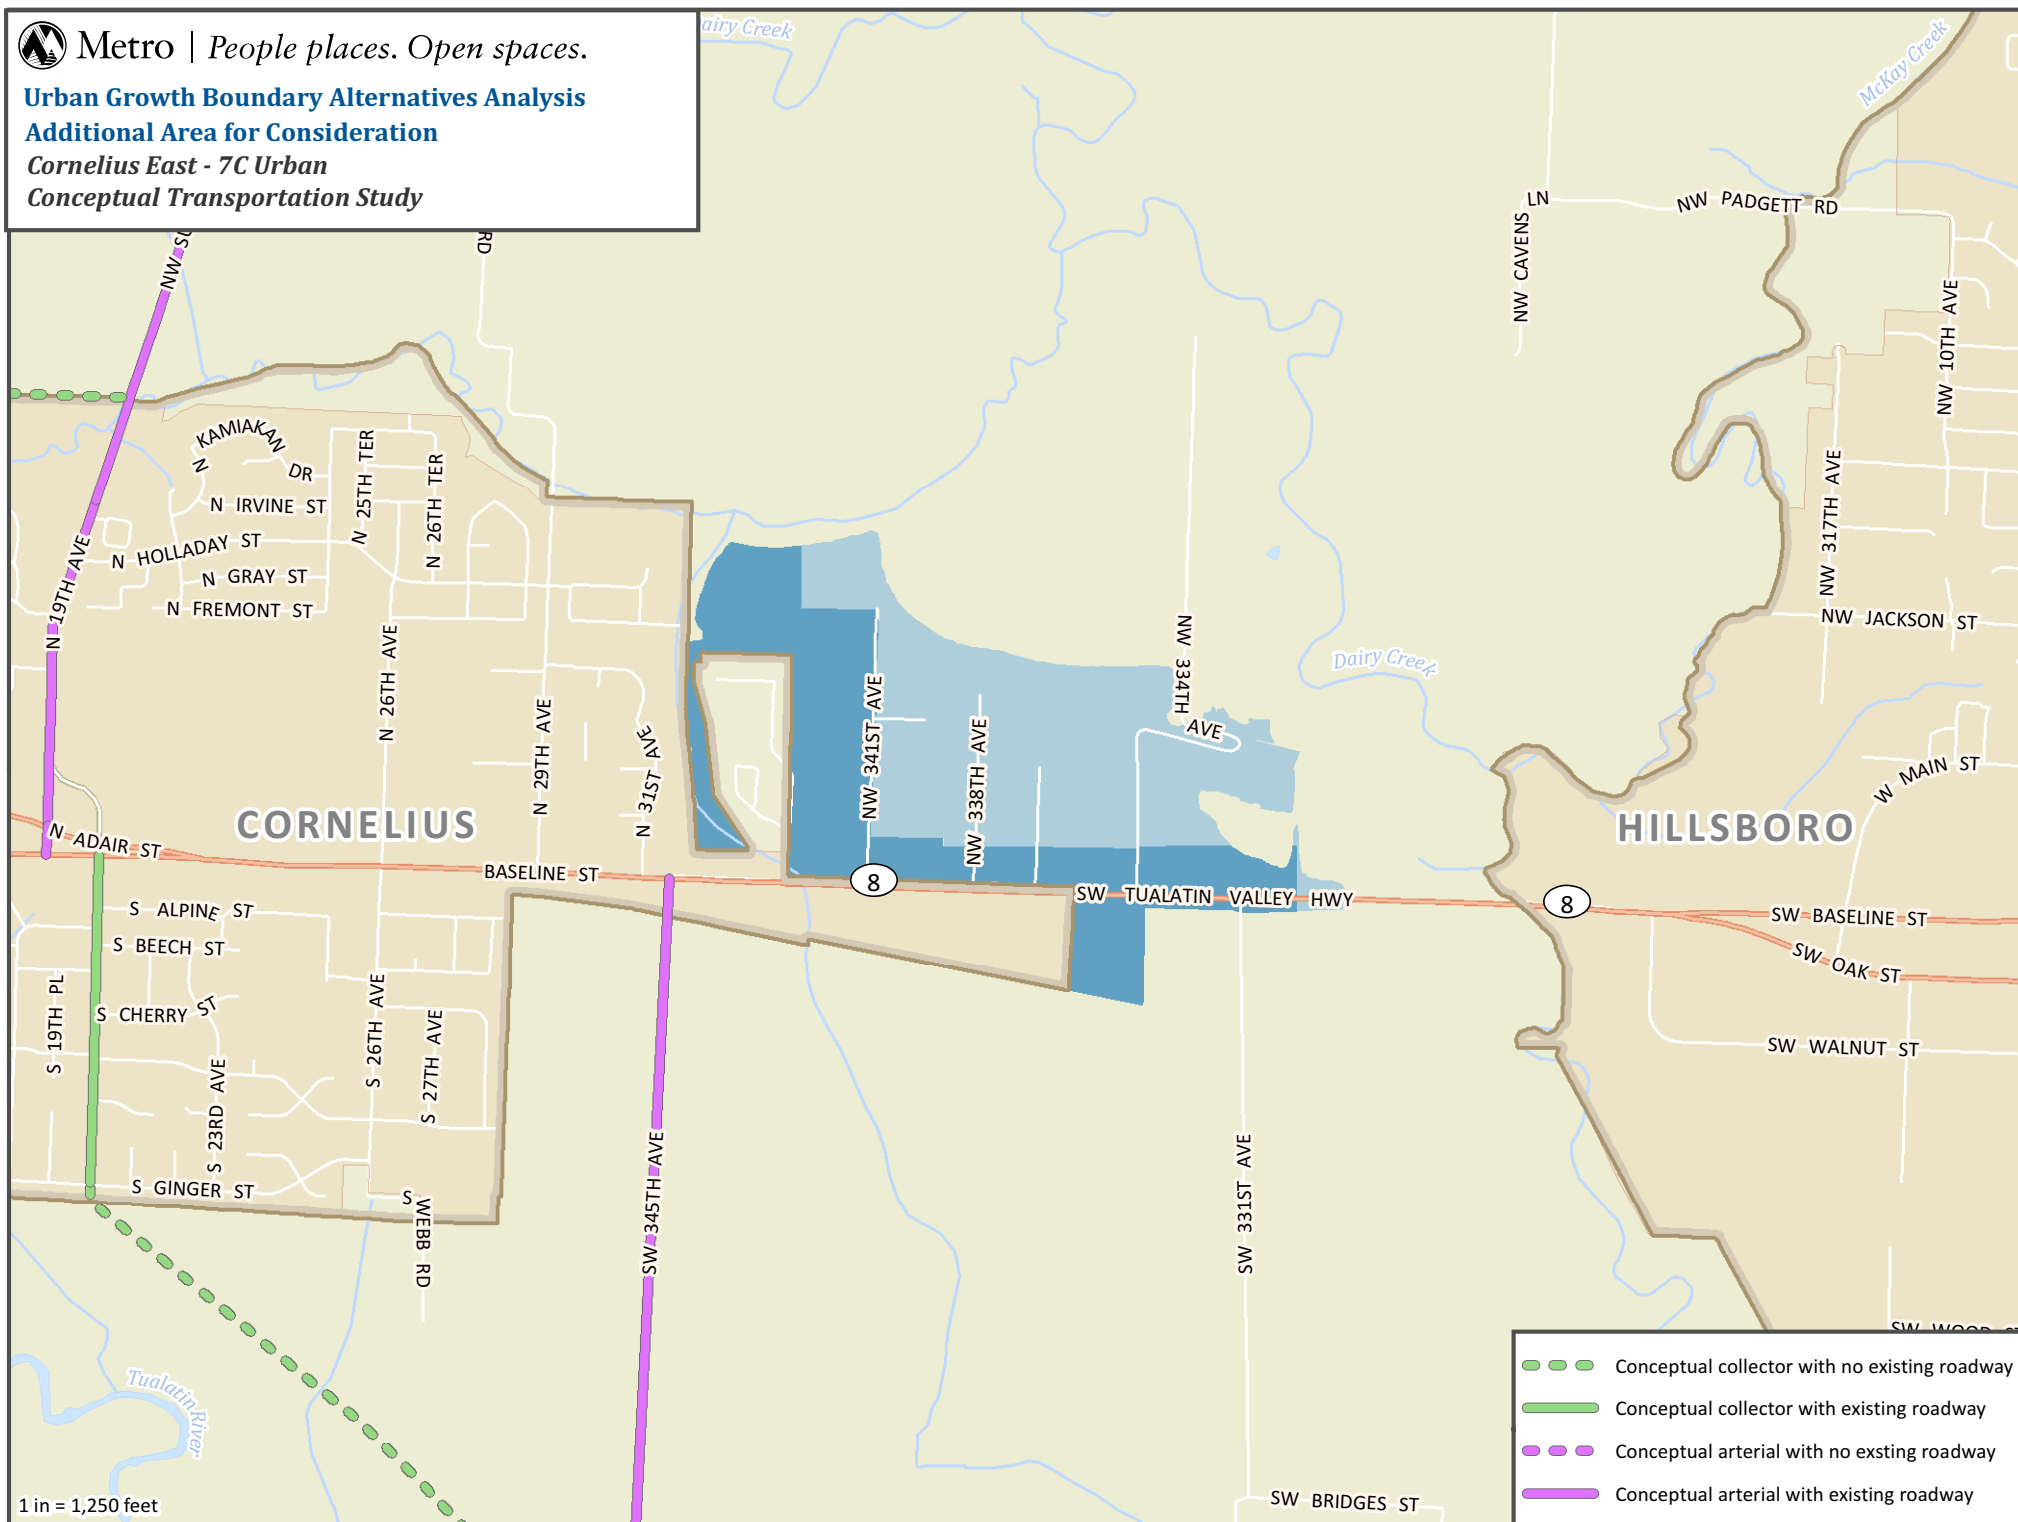 Metro | People places. Open spaces.
Urban Growth Boundary Alternatives Analysis
Additional Area for Consideration
Cornelius East - 7C Urban
Conceptual Transportation Study
airy Creek
McKay Creek
NW SU
RD
NW CAVENS LN
NW PADGETT RD
NW 10TH AVE
N KAMIAKAN DR
N 25TH TER
N 26TH TER
N IRVINE ST
N HOLLADAY ST
N GRAY ST
N FREMONT ST
N 19TH AVE
NW 317TH AVE
NW JACKSON ST
N 26TH AVE
N 29TH AVE
N 31ST AVE
NW 341ST AVE
NW 338TH AVE
NW 334TH AVE
Dairy Creek
W MAIN ST
CORNELIUS
HILLSBORO
N ADAIR ST
BASELINE ST
8
SW TUALATIN VALLEY HWY
8
SW BASELINE ST
SW OAK ST
S ALPINE ST
S BEECH ST
S CHERRY ST
S 19TH PL
S 26TH AVE
S 27TH AVE
S 23RD AVE
SW WALNUT ST
S GINGER ST
S WEBB RD
SW 345TH AVE
SW 331ST AVE
Tualatin River
SW WOOD ST
SW BRIDGES ST
1 in = 1,250 feet
Conceptual collector with no existing roadway
Conceptual collector with existing roadway
Conceptual arterial with no exsting roadway
Conceptual arterial with existing roadway